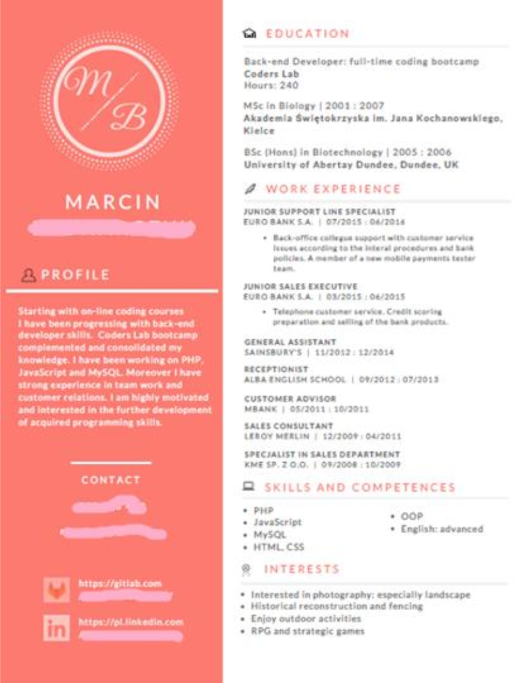 M
B
MARCIN
PROFILE
Starting with on-line coding courses
I have been progressing with back-end
developer skills. Coders Lab bootcamp
complemented and consolidated my
knowledge. I have been working on PHP,
JavaScript and MySQL. Moreover I have
strong experience in team work and
customer relations. I am highly motivated
and interested in the further development
of acquired programming skills.
CONTACT
https://gitlab.com
in
https://pl.linkedin.com
EDUCATION
Back-end Developer: full-time coding bootcamp
Coders Lab
Hours: 240
MSc in Biology | 2001 : 2007
Akademia Świętokrzyska im. Jana Kochanowskiego,
Kielce
BSc (Hons) in Biotechnology | 2005 : 2006
University of Abertay Dundee, Dundee, UK
WORK EXPERIENCE
JUNIOR SUPPORT LINE SPECIALIST
EURO BANK S.A. | 07/2015 : 06/2016
• Back-office collegue support with customer service
issues according to the interal procedures and bank
policies. A member of a new mobile payments tester
team.
JUNIOR SALES EXECUTIVE
EURO BANK S.A. | 03/2015 : 06/2015
• Telephone customer service. Credit scoring
preparation and selling of the bank products.
GENERAL ASSISTANT
SAINSBURY'S | 11/2012 : 12/2014
RECEPTIONIST
ALBA ENGLISH SCHOOL | 09/2012 : 07/2013
CUSTOMER ADVISOR
MBANK | 05/2011 : 10/2011
SALES CONSULTANT
LEROY MERLIN | 12/2009 : 04/2011
SPECJALIST IN SALES DEPARTMENT
KME SP. Z O.O. | 09/2008 : 10/2009
SKILLS AND COMPETENCES
• PHP
• JavaScript
• MySQL
• HTML, CSS
• OOP
• English: advanced
INTERESTS
• Interested in photography: especially landscape
• Historical reconstruction and fencing
• Enjoy outdoor activities
• RPG and strategic games